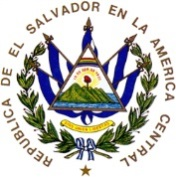 REPUBLICA DE EL SALVADOR EN LA AMERICA CENTRAL